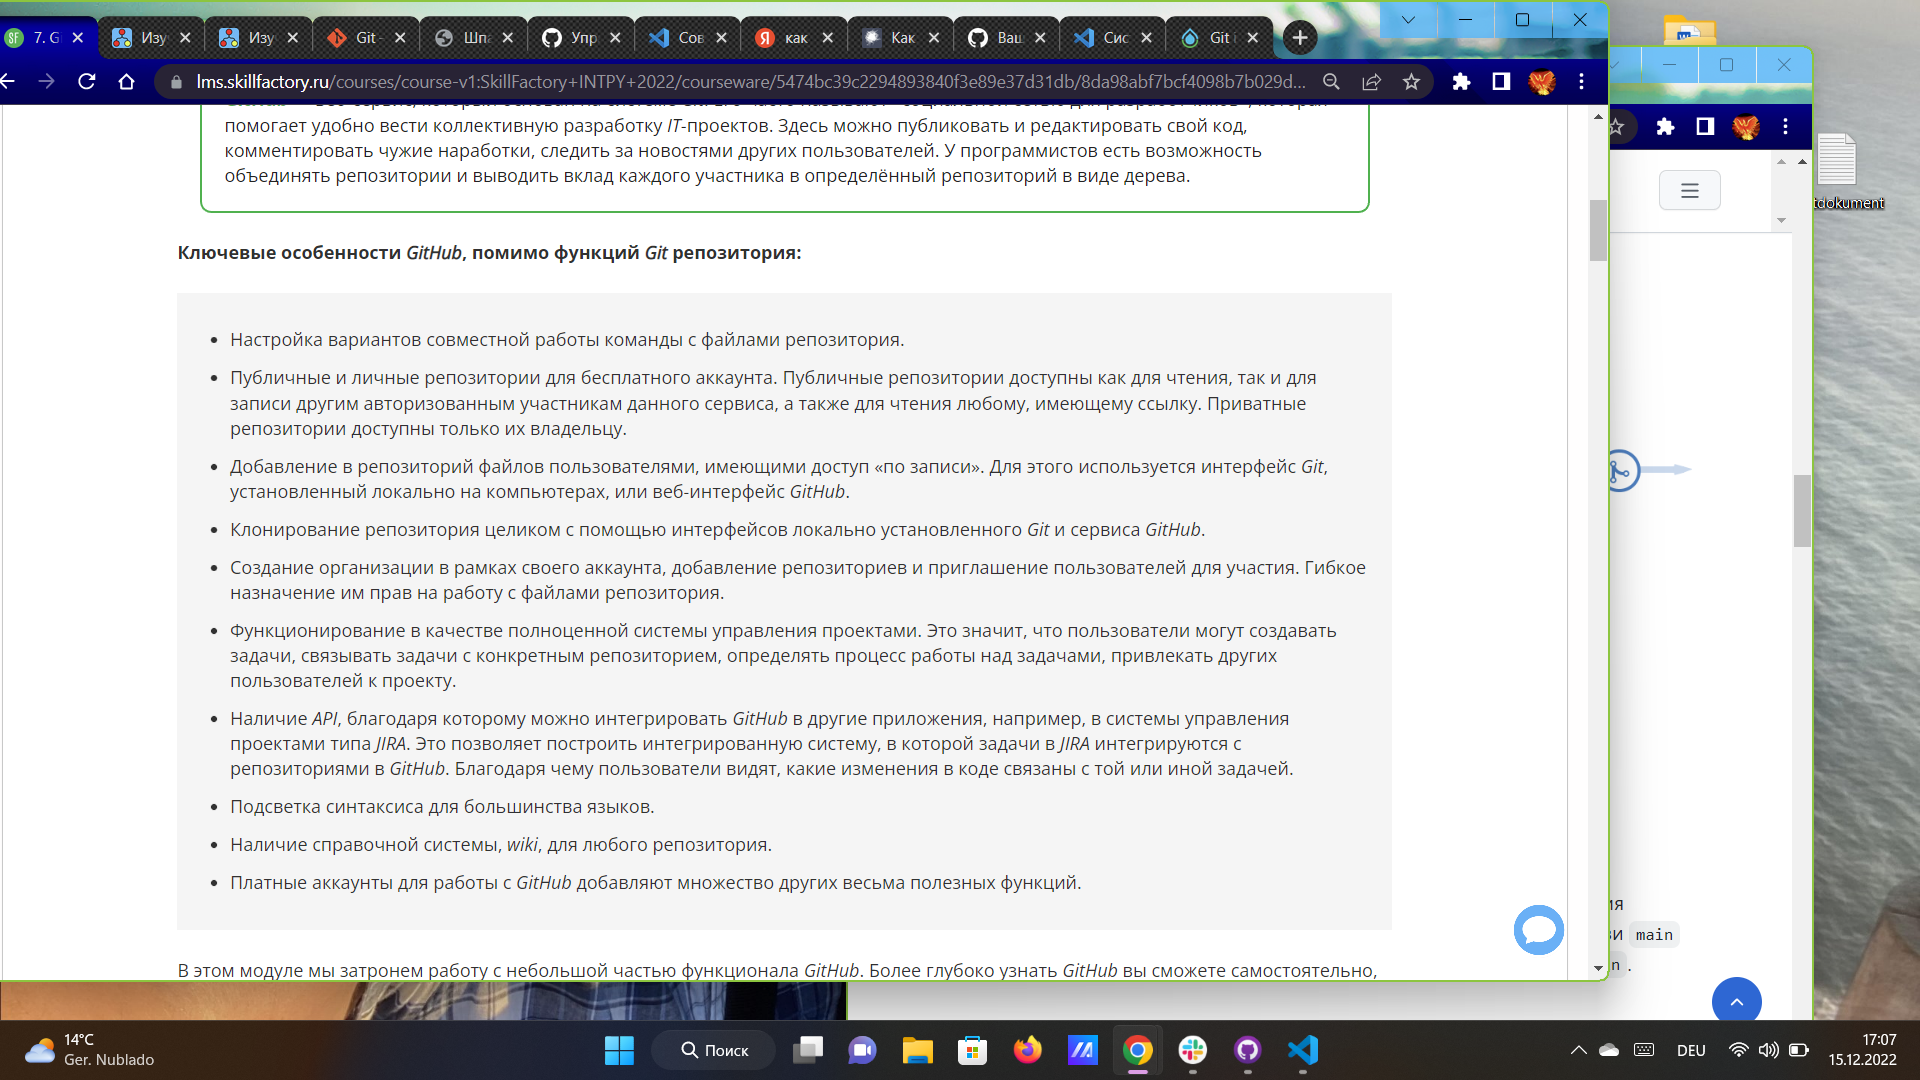 7. G
Изу
Изу
Git -
Шпа
Упр
Сов
как
Как
Ваш
Сис
Git i
lms.skillfactory.ru/courses/course-v1:SkillFactory+INTPY+2022/courseware/5474bc39c2294893840f3e89e37d31db/8da98abf7bcf4098b7b029d...
помогает удобно вести коллективную разработку IT-проектов. Здесь можно публиковать и редактировать свой код,
комментировать чужие наработки, следить за новостями других пользователей. У программистов есть возможность
объединять репозитории и выводить вклад каждого участника в определённый репозиторий в виде дерева.
Ключевые особенности GitHub, помимо функций Git репозитория:
• Настройка вариантов совместной работы команды с файлами репозитория.
• Публичные и личные репозитории для бесплатного аккаунта. Публичные репозитории доступны как для чтения, так и для
записи другим авторизованным участникам данного сервиса, а также для чтения любому, имеющему ссылку. Приватные
репозитории доступны только их владельцу.
• Добавление в репозиторий файлов пользователями, имеющими доступ «по записи». Для этого используется интерфейс Git,
установленный локально на компьютерах, или веб-интерфейс GitHub.
• Клонирование репозитория целиком с помощью интерфейсов локально установленного Git и сервиса GitHub.
• Создание организации в рамках своего аккаунта, добавление репозиториев и приглашение пользователей для участия. Гибкое
назначение им прав на работу с файлами репозитория.
• Функционирование в качестве полноценной системы управления проектами. Это значит, что пользователи могут создавать
задачи, связывать задачи с конкретным репозиторием, определять процесс работы над задачами, привлекать других
пользователей к проекту.
• Наличие API, благодаря которому можно интегрировать GitHub в другие приложения, например, в системы управления
проектами типа JIRA. Это позволяет построить интегрированную систему, в которой задачи в JIRA интегрируются с
репозиториями в GitHub. Благодаря чему пользователи видят, какие изменения в коде связаны с той или иной задачей.
• Подсветка синтаксиса для большинства языков.
• Наличие справочной системы, wiki, для любого репозитория.
• Платные аккаунты для работы с GitHub добавляют множество других весьма полезных функций.
В этом модуле мы затронем работу с небольшой частью функционала GitHub. Более глубоко узнать GitHub вы сможете самостоятельно,
tdokument
ия
ви main
n .
14°C
Ger. Nublado
Поиск
DEU
17:07
15.12.2022